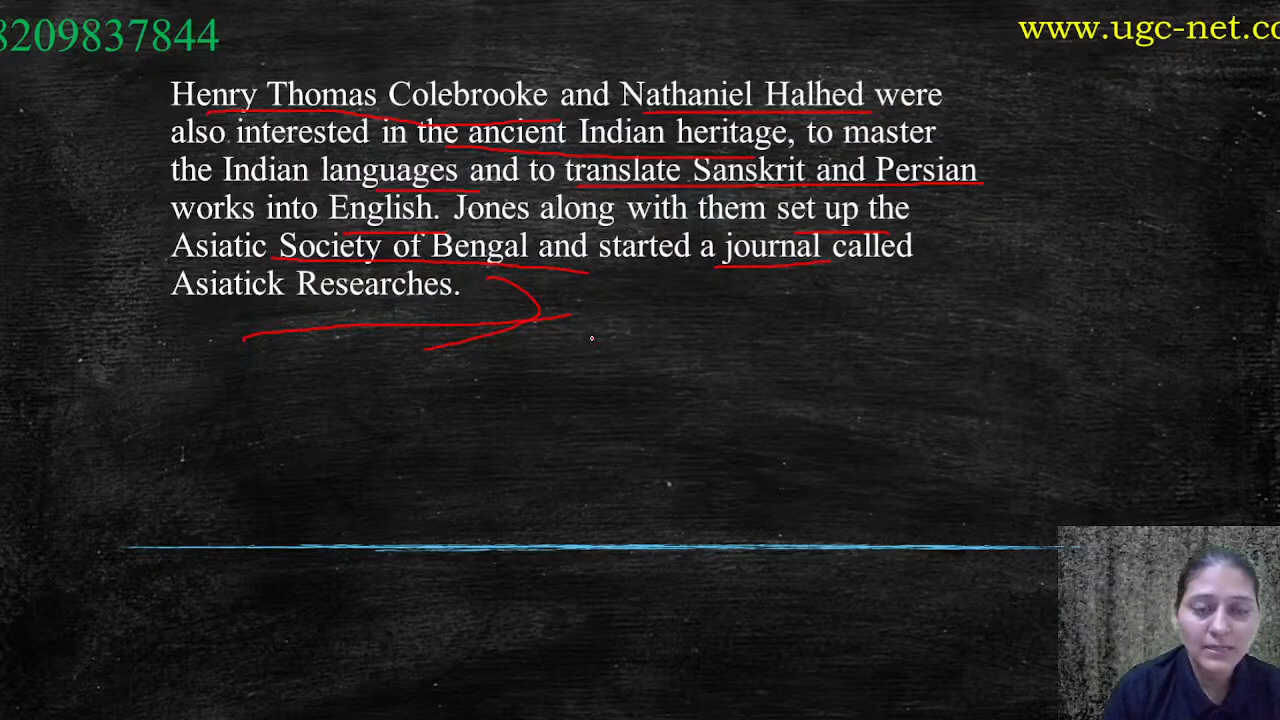 8209837844
www.ugc-net.co
Henry Thomas Colebrooke and Nathaniel Halhed were
also interested in the ancient Indian heritage, to master
the Indian languages and to translate Sanskrit and Persian
works into English. Jones along with them set up the
Asiatic Society of Bengal and started a journal called
Asiatick Researches.